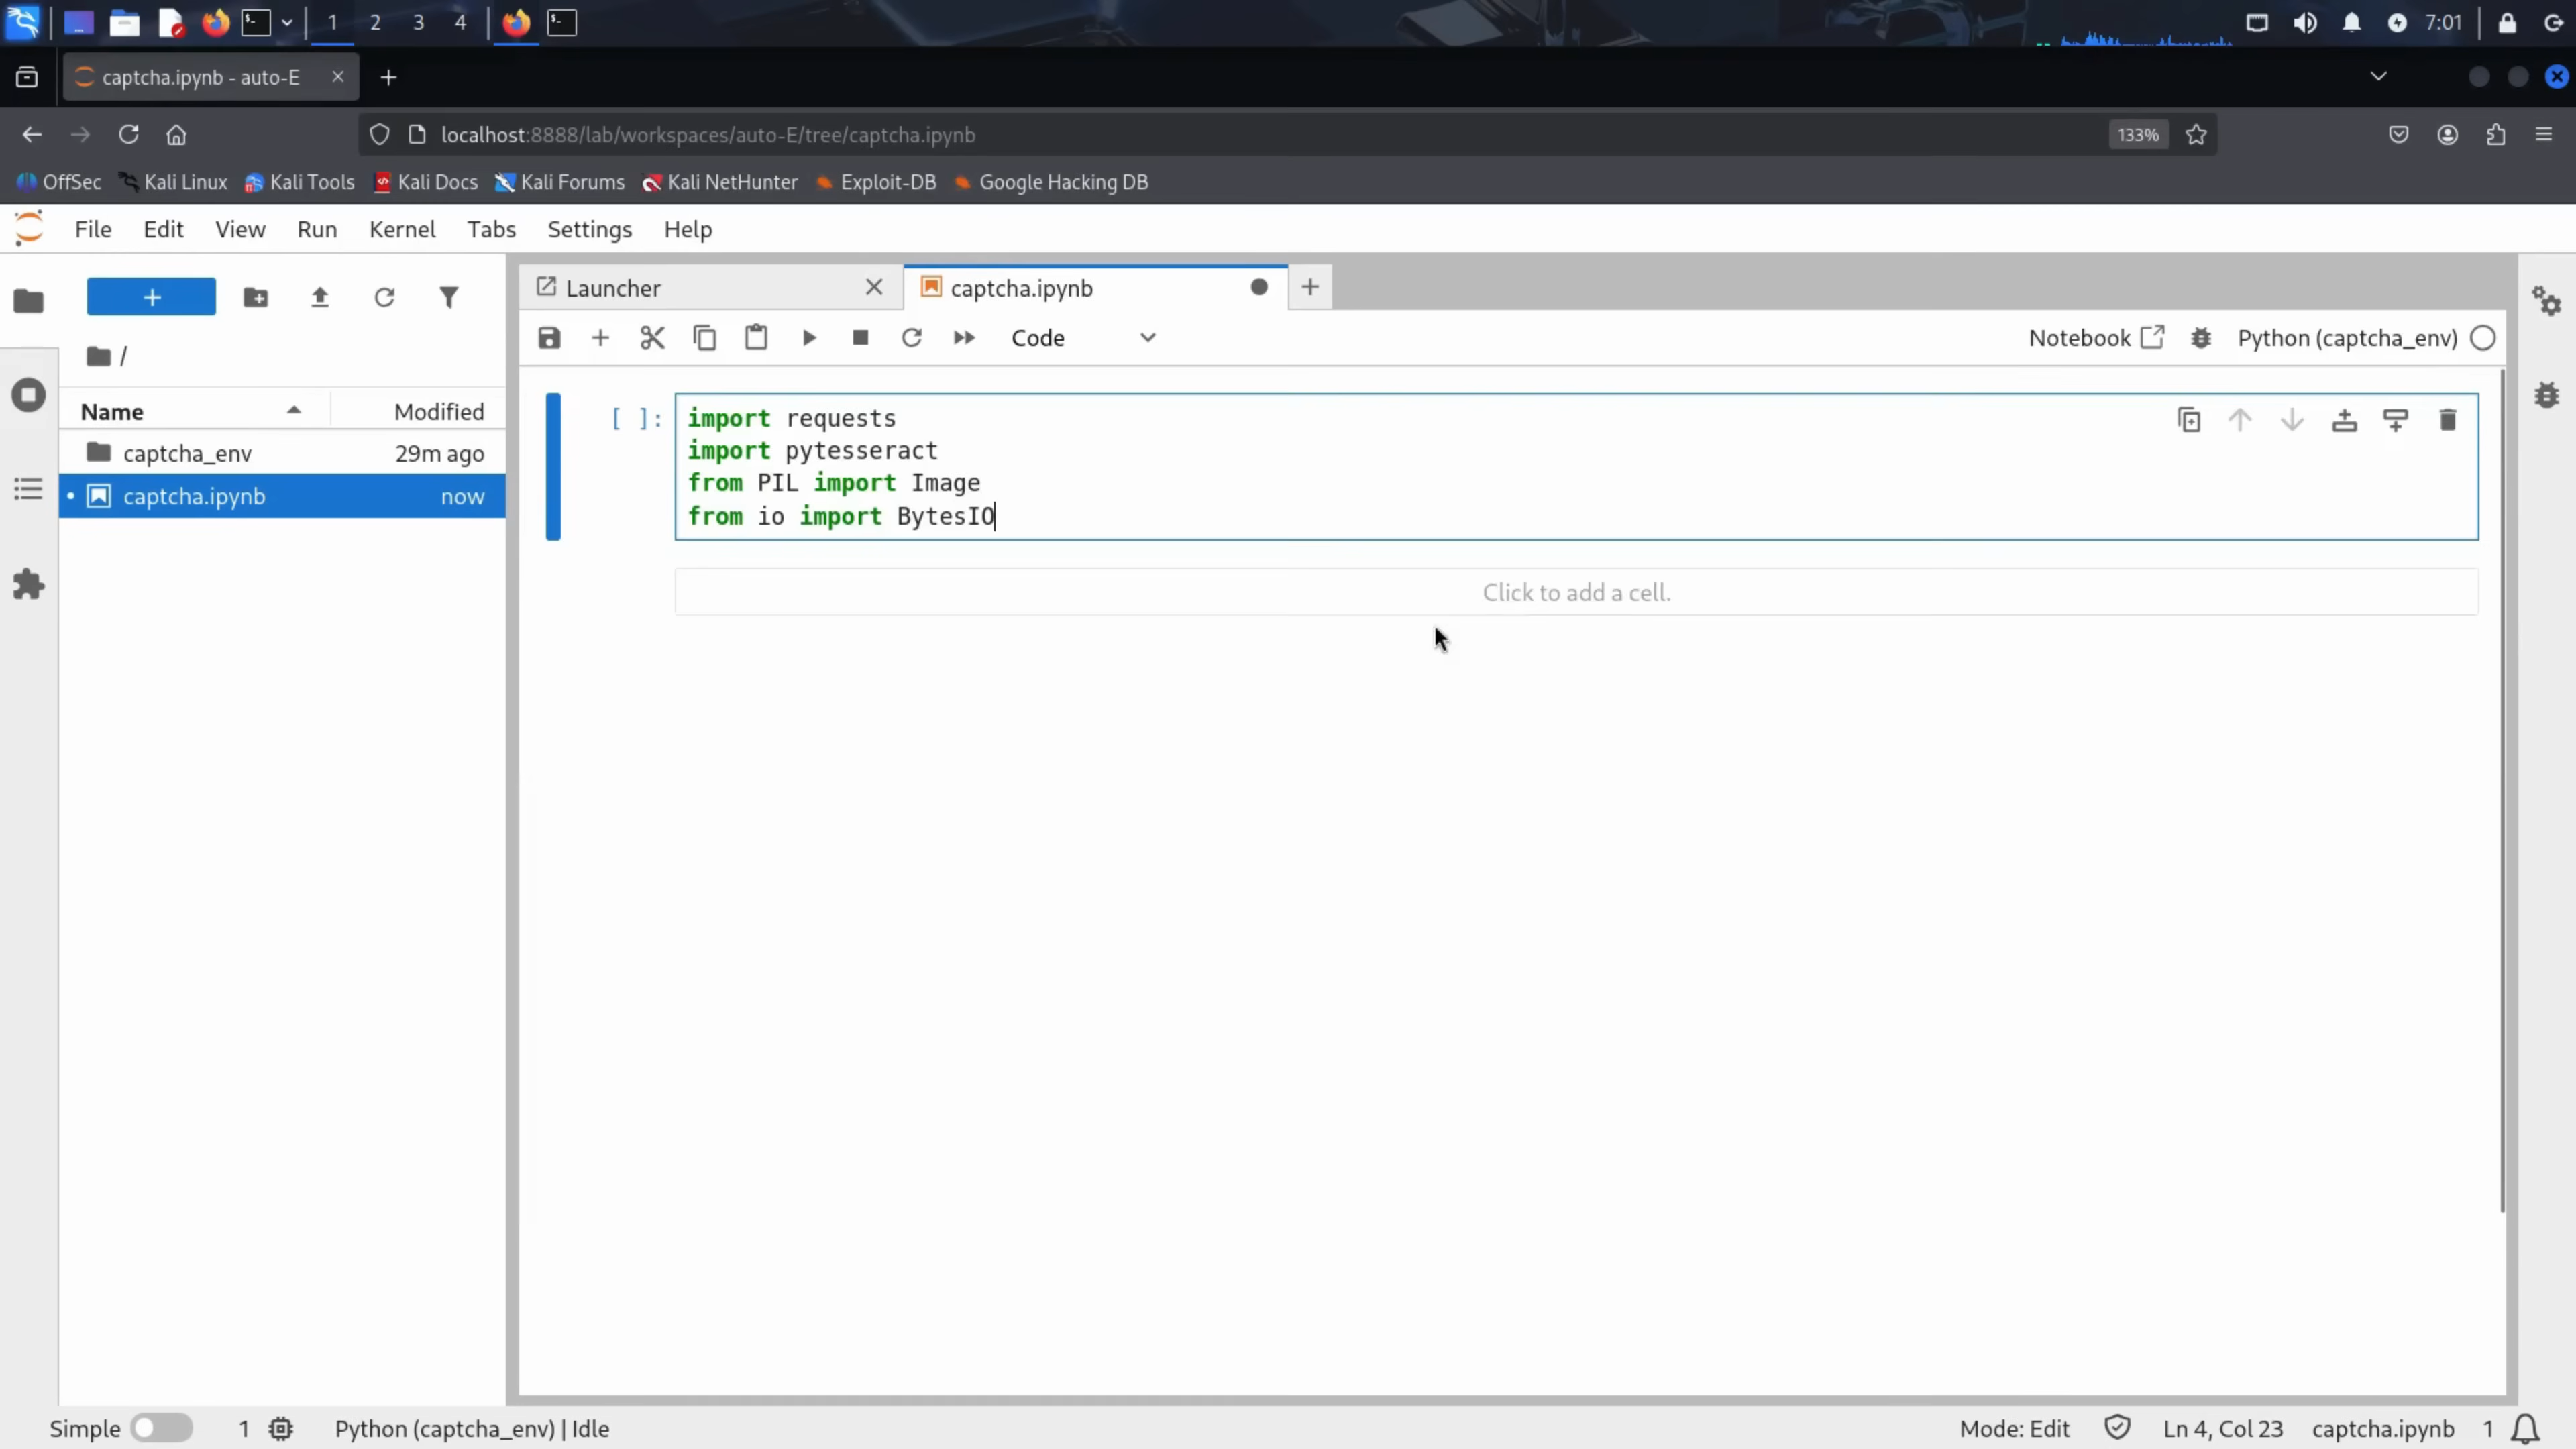 1 2 3 4 7:01
captcha.ipynb - auto-E
localhost:8888/lab/workspaces/auto-E/tree/captcha.ipynb 133%
OffSec Kali Linux Kali Tools Kali Docs Kali Forums Kali NetHunter Exploit-DB Google Hacking DB
File Edit View Run Kernel Tabs Settings Help
Launcher captcha.ipynb
Code Notebook Python (captcha_env)
/
Name Modified
captcha_env 29m ago
captcha.ipynb now
[ ]: import requests
import pytesseract
from PIL import Image
from io import BytesIO
Click to add a cell.
Simple 1 Python (captcha_env) | Idle Mode: Edit Ln 4, Col 23 captcha.ipynb 1